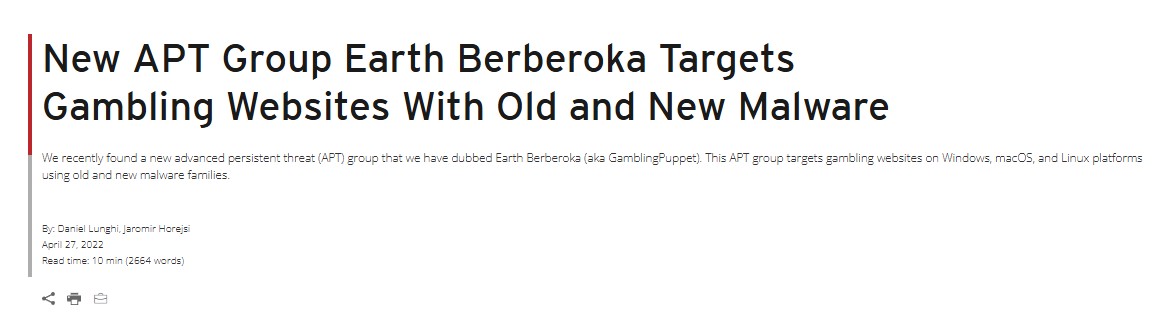 New APT Group Earth Berberoka Targets
Gambling Websites With Old and New Malware
We recently found a new advanced persistent threat (APT) group that we have dubbed Earth Berberoka (aka GamblingPuppet). This APT group targets gambling websites on Windows, macOS, and Linux platforms
using old and new malware families.
By: Daniel Lunghi, Jaromir Horejsi
April 27, 2022
Read time: 10 min (2664 words)